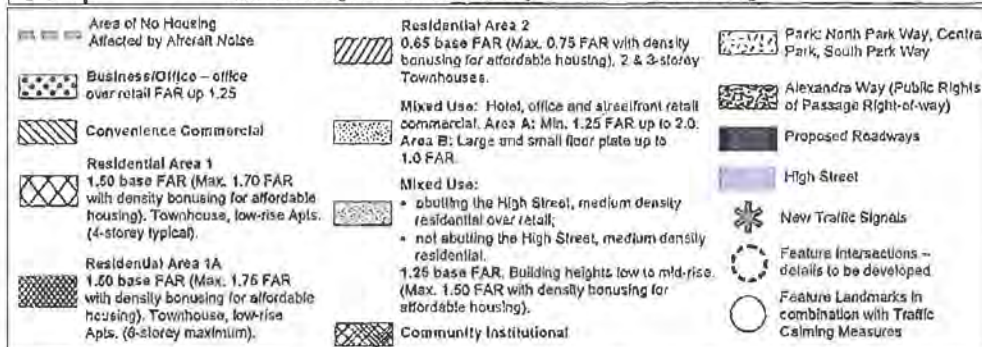 Area of No Housing
Affected by Aircraft Noise
Business/Office – office
over retail FAR up 1.25
Convenience Commercial
Residential Area 1
1.50 base FAR (Max. 1.70 FAR
with density bonusing for affordable
housing). Townhouse, low-rise Apts.
(4-storey typical).
Residential Area 1A
1.50 base FAR (Max. 1.75 FAR
with density bonusing for affordable
housing). Townhouse, low-rise
Apts. (6-storey maximum).
Residential Area 2
0.65 base FAR (Max. 0.75 FAR with density
bonusing for affordable housing). 2 & 3-storey
Townhouses.
Mixed Use: Hotel, office and streetfront retail
commercial. Area A: Min. 1.25 FAR up to 2.0.
Area B: Large and small floor plate up to
1.0 FAR.
Mixed Use:
• abutting the High Street, medium density
residential over retail;
• not abutting the High Street, medium density
residential.
1.25 base FAR. Building heights low to mid-rise.
(Max. 1.50 FAR with density bonusing for
affordable housing).
Community Institutional
Park: North Park Way, Central
Park, South Park Way
Alexandra Way (Public Rights
of Passage Right-of-way)
Proposed Roadways
High Street
New Traffic Signals
Feature Intersections –
details to be developed
Feature Landmarks in
combination with Traffic
Calming Measures